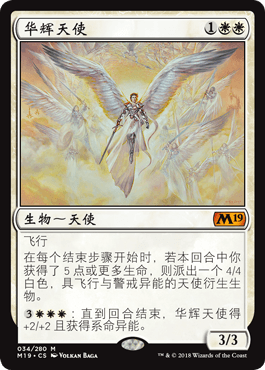 华辉天使 1
生物～天使 M19
飞行
在每个结束步骤开始时，若本回合中你
获得了５点或更多生命，则派出一个 4/4
白色，具飞行与警戒异能的天使衍生生
物。
3：直到回合结束，华辉天使得
+2/+2 且获得系命异能。
3/3
034/280 M
M19 • CS VOLKAN BAGA
™ & © 2018 Wizards of the Coast